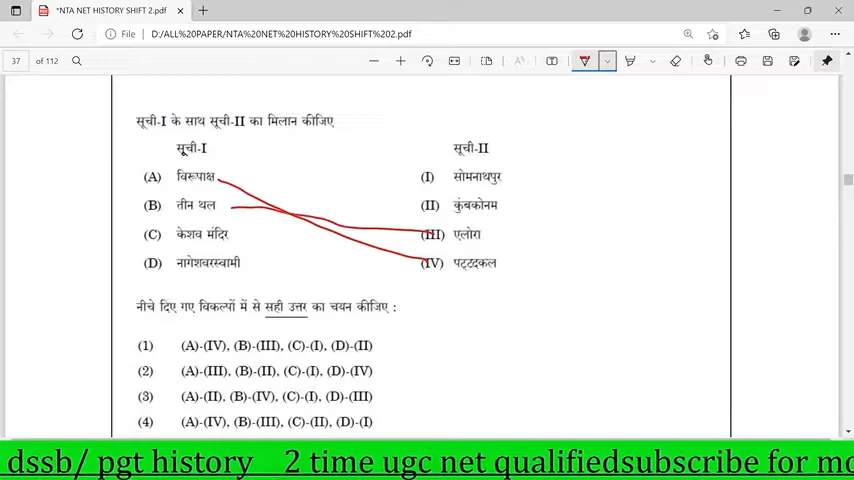 *NTA NET HISTORY SHIFT 2.pdf
File D:/ALL%20PAPER/NTA%20NET%20HISTORY%20SHIFT%202.pdf
37 of 112
सूची-I के साथ सूची-II का मिलान कीजिए
सूची-I सूची-II
(A) विरूपाक्ष (I) सोमनाथपुर
(B) तीन थल (II) कुंबकोनम
(C) केशव मंदिर (III) एलोरा
(D) नागेशवरस्वामी (IV) पट्टदकल
नीचे दिए गए विकल्पों में से सही उत्तर का चयन कीजिए :
(1) (A)-(IV), (B)-(III), (C)-(I), (D)-(II)
(2) (A)-(III), (B)-(II), (C)-(I), (D)-(IV)
(3) (A)-(II), (B)-(IV), (C)-(I), (D)-(III)
(4) (A)-(IV), (B)-(III), (C)-(II), (D)-(I)
dssb/ pgt history 2 time ugc net qualifiedsubscribe for mo